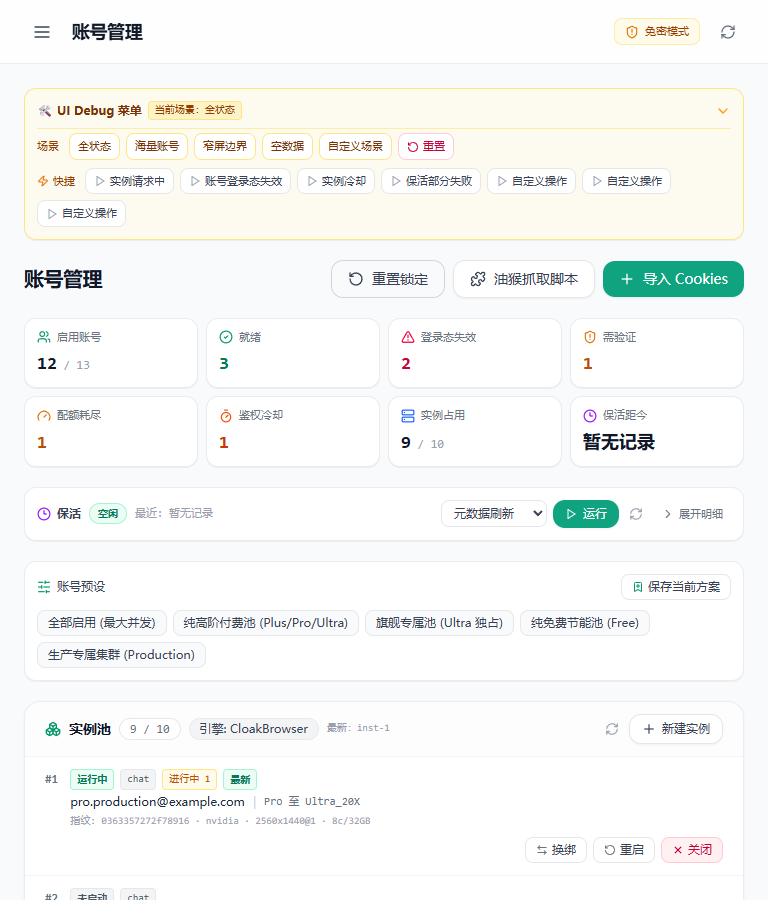 账号管理
免密模式
UI Debug 菜单 当前场景: 全状态
场景 全状态 海量账号 窄屏边界 空数据 自定义场景 重置
快捷 实例请求中 账号登录态失效 实例冷却 保活部分失败 自定义操作 自定义操作
自定义操作
账号管理 重置锁定 油猴抓取脚本 导入 Cookies
启用账号 就绪 登录态失效 需验证
12 / 13 3 2 1
配额耗尽 鉴权冷却 实例占用 保活距今
1 1 9 / 10 暂无记录
保活 空闲 最近: 暂无记录 元数据刷新 运行 展开明细
账号预设 保存当前方案
全部启用 (最大并发) 纯高阶付费池 (Plus/Pro/Ultra) 旗舰专属池 (Ultra 独占) 纯免费节能池 (Free)
生产专属集群 (Production)
实例池 9 / 10 引擎: CloakBrowser 最新: inst-1 新建实例
#1 运行中 chat 进行中 1 最新
pro.production@example.com | Pro 至 Ultra_20X
指纹: 0363357272f78916 · nvidia · 2560x1440@1 · 8c/32GB
换绑 重启 关闭
#2 未启动 chat